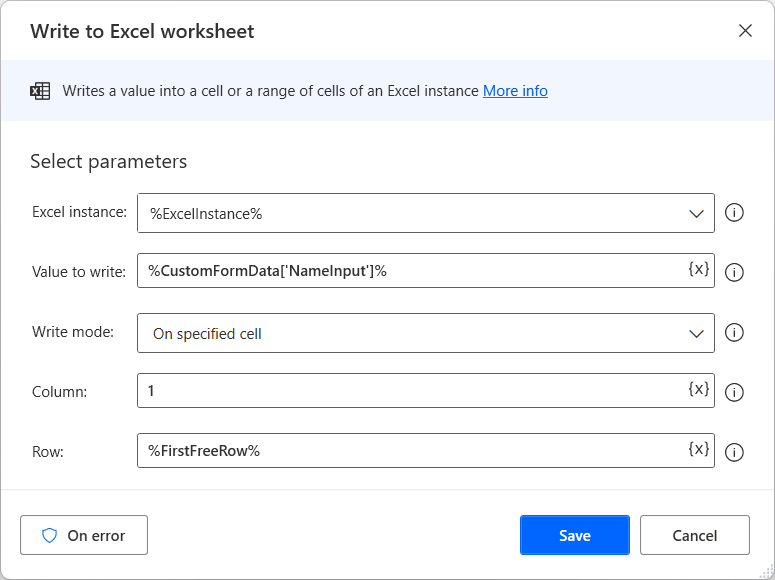 Write to Excel worksheet
Writes a value into a cell or a range of cells of an Excel instance More info
Select parameters
Excel instance: %ExcelInstance%
Value to write: %CustomFormData['NameInput']% {x}
Write mode: On specified cell
Column: 1 {x}
Row: %FirstFreeRow% {x}
On error Save Cancel